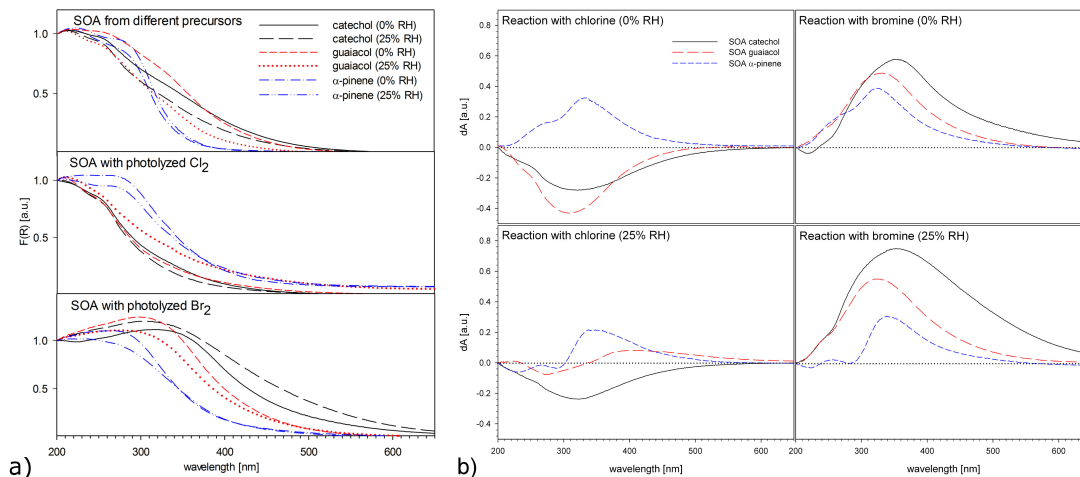 SOA from different precursors
catechol (0% RH)
catechol (25% RH)
guaiacol (0% RH)
guaiacol (25% RH)
α-pinene (0% RH)
α-pinene (25% RH)
1.0
0.5
SOA with photolyzed Cl2
1.0
0.5
F(R) [a.u.]
SOA with photolyzed Br2
1.0
0.5
200 300 400 500 600
wavelength [nm]
a)
Reaction with chlorine (0% RH)
SOA catechol
SOA guaiacol
SOA α-pinene
0.8
0.6
0.4
0.2
0.0
-0.2
-0.4
dA [a.u.]
Reaction with bromine (0% RH)
Reaction with chlorine (25% RH)
0.8
0.6
0.4
0.2
0.0
-0.2
-0.4
dA [a.u.]
Reaction with bromine (25% RH)
200 300 400 500 600 200 300 400 500 600
wavelength [nm] wavelength [nm]
b)